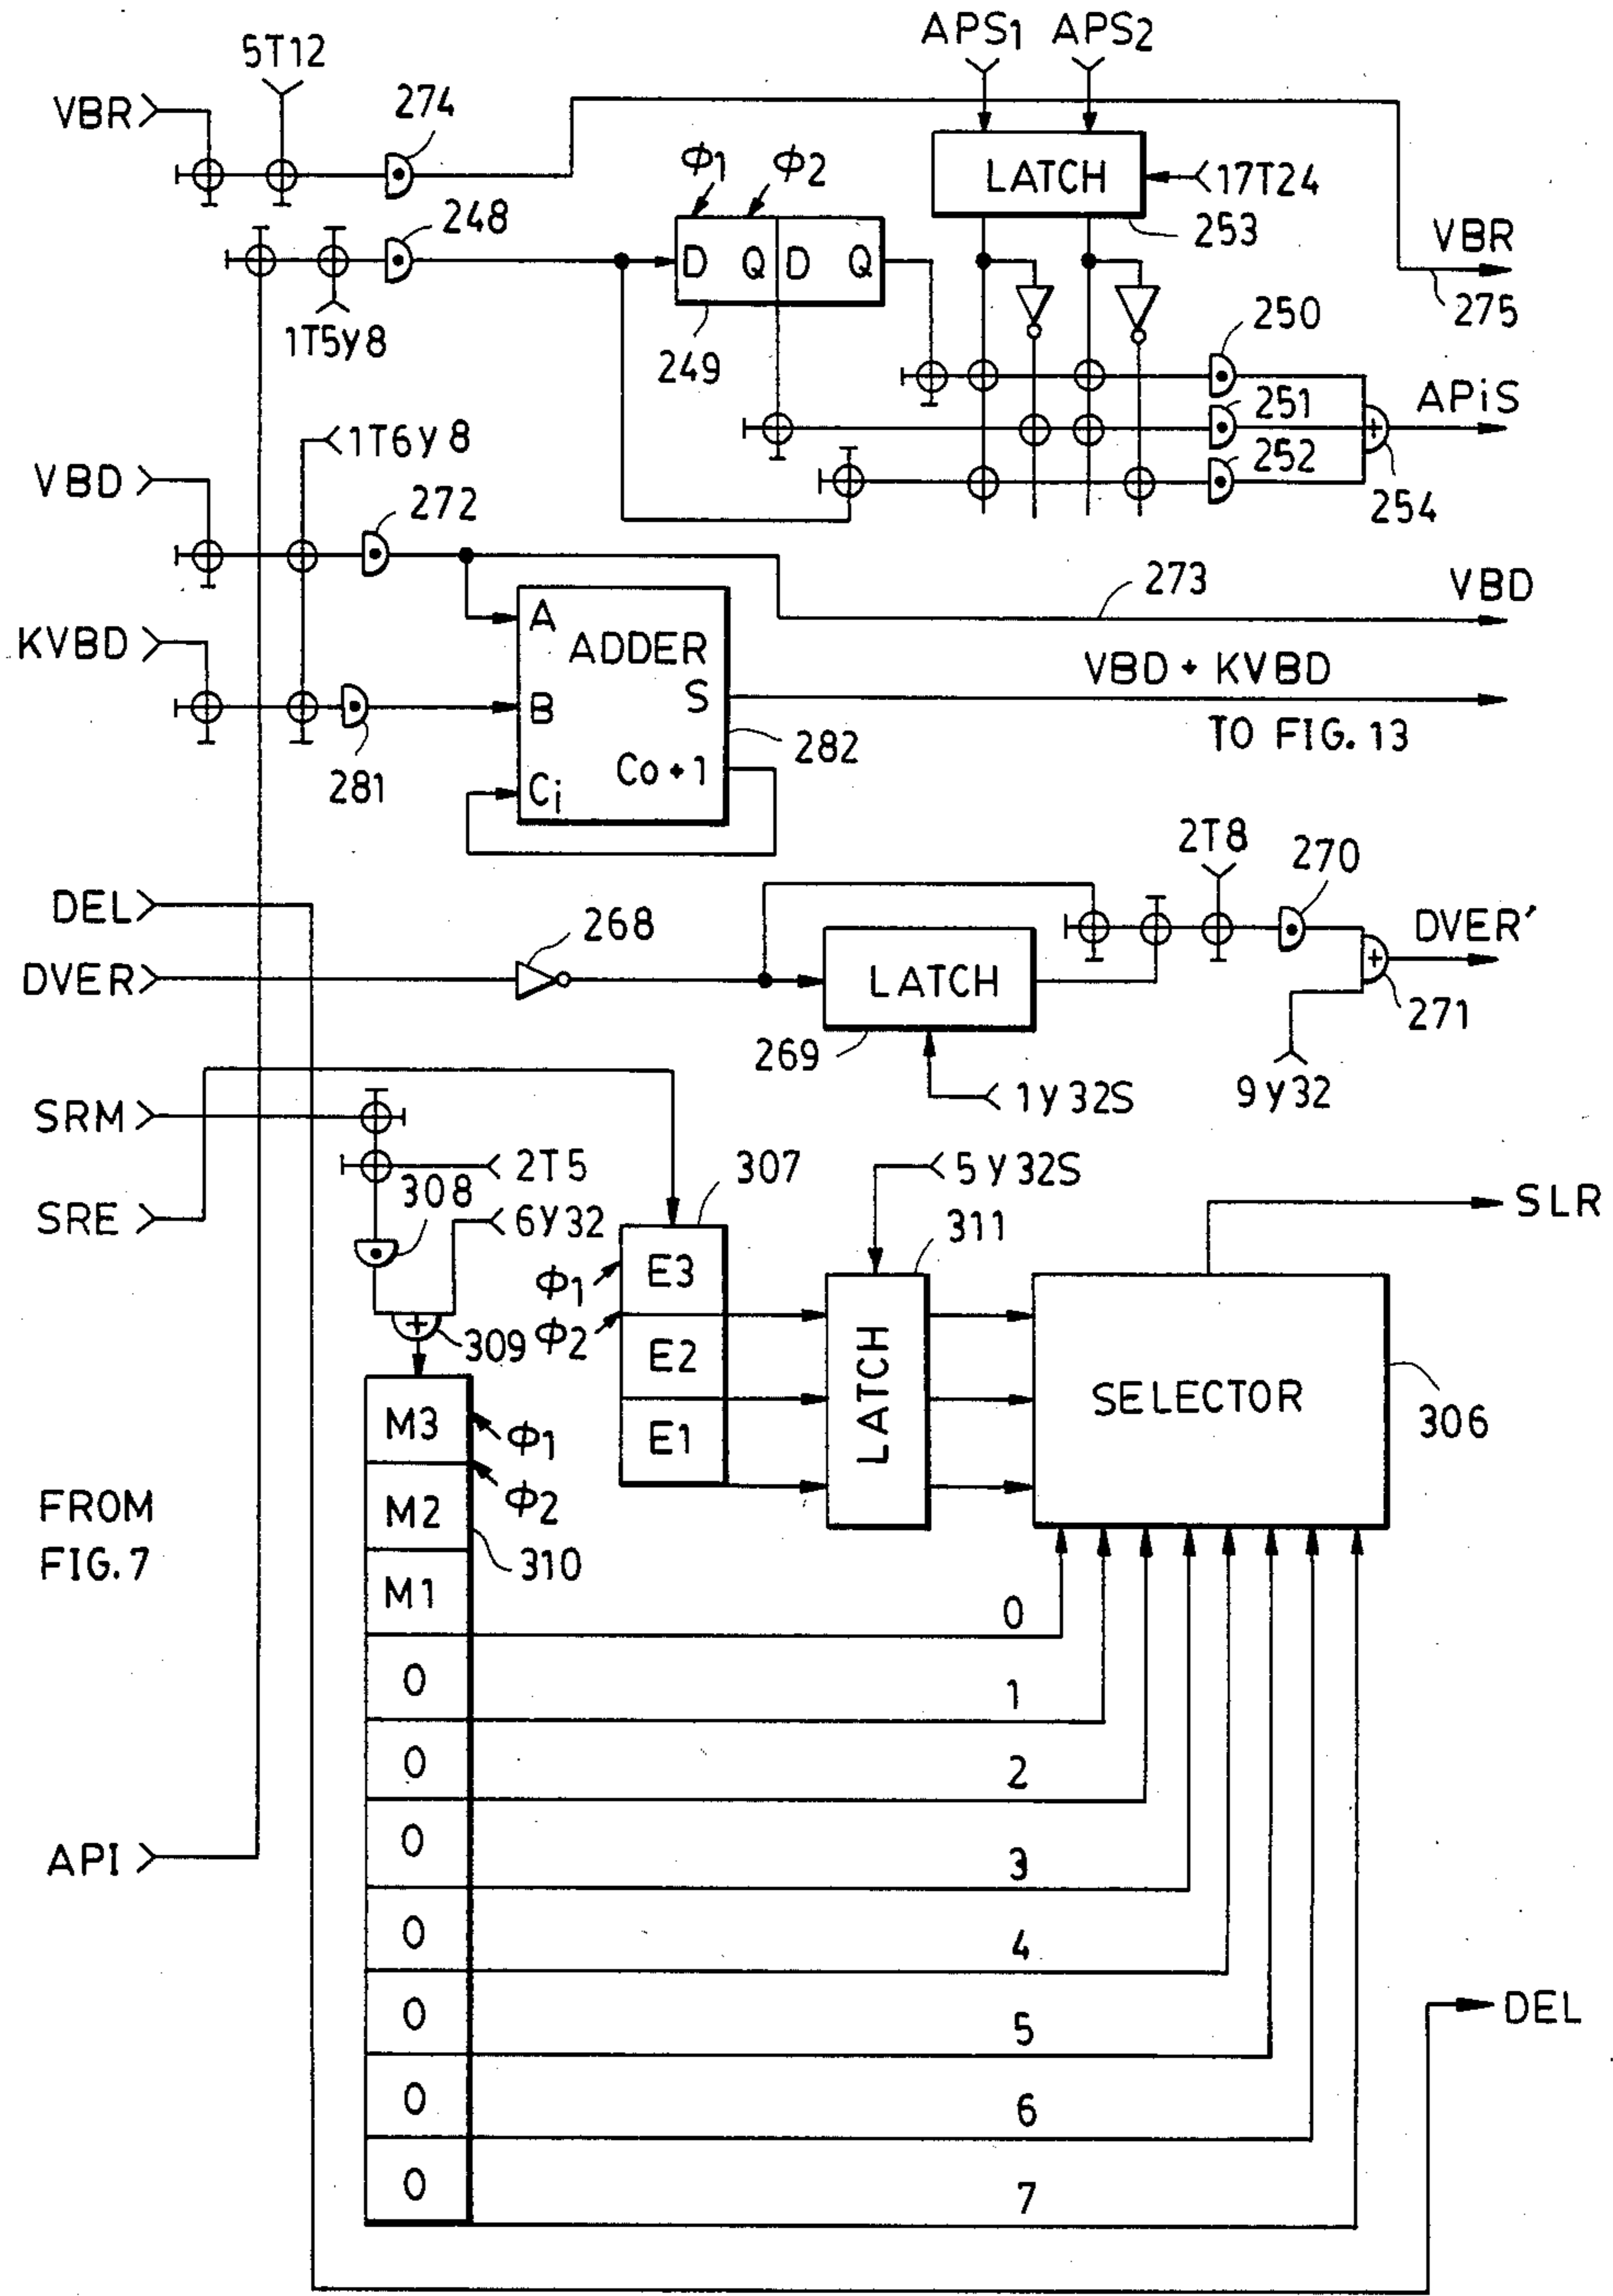 APS1 APS2
5T12
VBR
274
ϕ1 ϕ2
LATCH
17T24
248
253
VBR
275
D Q D Q
1T5y8
249
250
APiS
251
252
254
1T6y8
VBD
272
273
VBD
KVBD
A
ADDER
VBD + KVBD
B
S
TO FIG. 13
282
281
Co + 1
Ci
2T8
270
DEL
268
DVER'
DVER
LATCH
271
269
1y32S
9y32
SRM
2T5
307
5y32S
308
311
SLR
SRE
6y32
E3
ϕ1
ϕ2
309
E2
LATCH
SELECTOR
306
M3
ϕ1
E1
FROM
FIG. 7
M2
ϕ2
310
M1
0
0
1
0
2
0
3
API
0
4
0
5
DEL
0
6
0
7